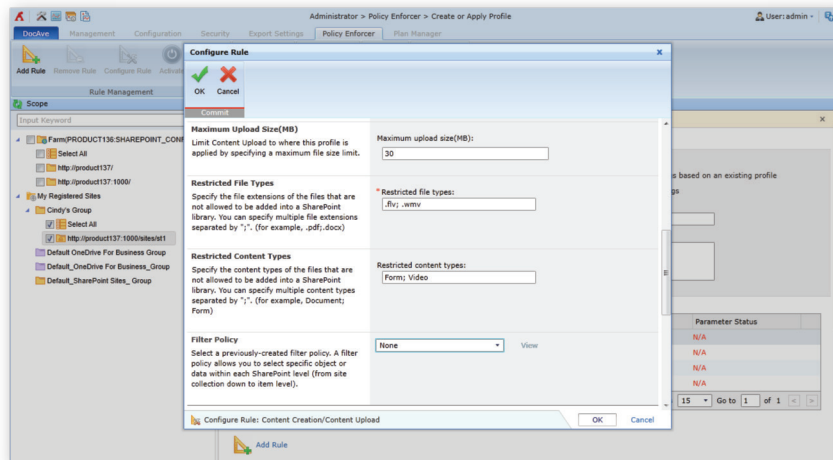 Administrator > Policy Enforcer > Create or Apply Profile
User: admin
DocAve
Management
Configuration
Security
Export Settings
Policy Enforcer
Plan Manager
Add Rule
Remove Rule
Configure Rule
Rule Management
Scope
Input Keyword
Farm(PRODUCT136:SHAREPOINT_CON
Select All
http://product137/
http://product137:1000/
My Registered Sites
Cindy's Group
Select All
http://product137:1000/sites/st1
Default OneDrive For Business Group
Default_OneDrive For Business_Group
Default_SharePoint Sites_ Group
Configure Rule
OK
Cancel
Commit
Maximum Upload Size(MB)
Limit Content Upload to where this profile is
applied by specifying a maximum file size limit.
Maximum upload size(MB):
30
Restricted File Types
Specify the file extensions of the files that are
not allowed to be added into a SharePoint
library. You can specify multiple file extensions
separated by ";". (for example, .pdf;.docx)
*Restricted file types:
.flv; .wmv
Restricted Content Types
Specify the content types of the files that are
not allowed to be added into a SharePoint
library. You can specify multiple content types
separated by ";". (for example, Document;
Form)
Restricted content types:
Form; Video
Filter Policy
Select a previously-created filter policy. A filter
policy allows you to select specific object or
data within each SharePoint level (from site
collection down to item level).
None
View
Configure Rule: Content Creation/Content Upload
OK
Cancel
s based on an existing profile
gs
Parameter Status
N/A
N/A
N/A
N/A
15 Go to 1 of 1 < >
Add Rule